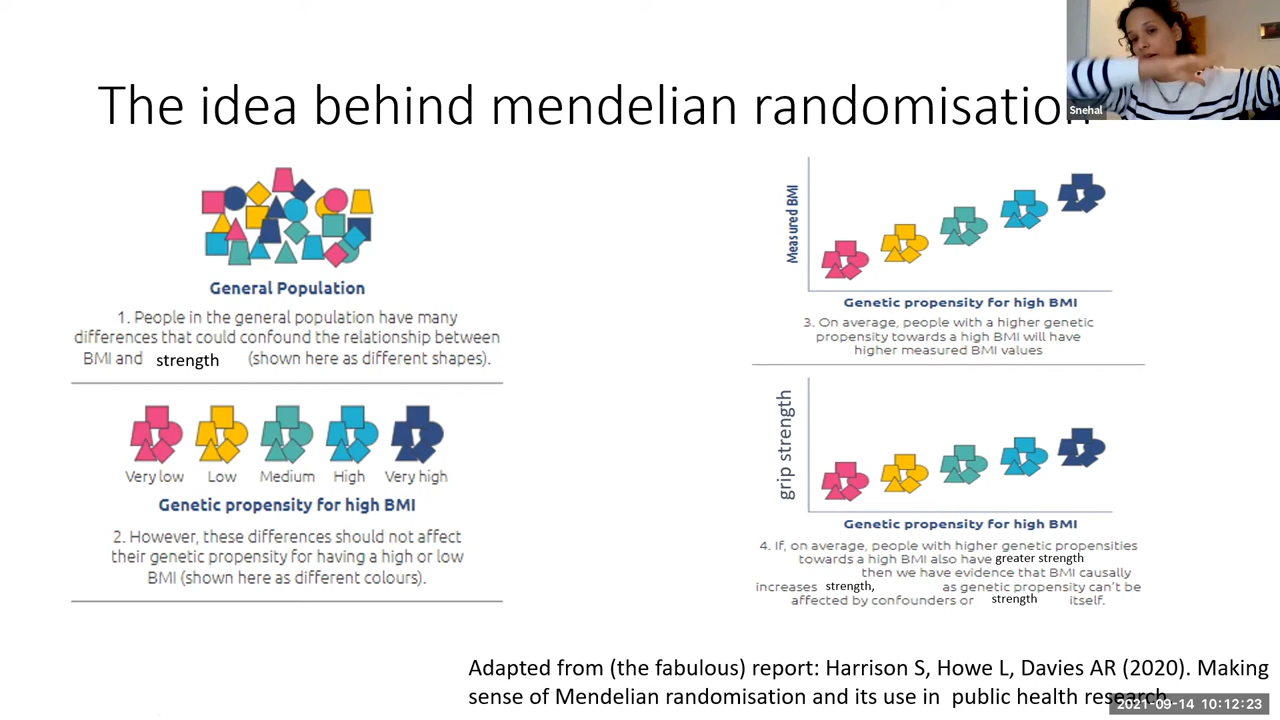 The idea behind mendelian randomisation
Snehal
General Population
1. People in the general population have many
differences that could confound the relationship between
BMI and strength (shown here as different shapes).
Very low Low Medium High Very high
Genetic propensity for high BMI
2. However, these differences should not affect
their genetic propensity for having a high or low
BMI (shown here as different colours).
Measured BMI
Genetic propensity for high BMI
3. On average, people with a higher genetic
propensity towards a high BMI will have
higher measured BMI values
grip strength
Genetic propensity for high BMI
4. If, on average, people with higher genetic propensities
towards a high BMI also have greater strength
then we have evidence that BMI causally
increases strength, as genetic propensity can't be
affected by confounders or strength itself.
Adapted from (the fabulous) report: Harrison S, Howe L, Davies AR (2020). Making
sense of Mendelian randomisation and its use in public health research.
2021-09-14 10:12:23